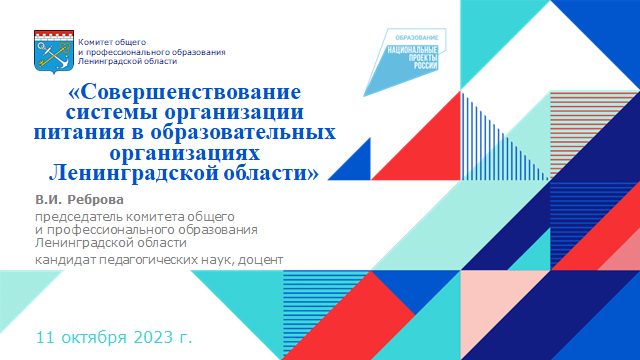 Комитет общего
и профессионального образования
Ленинградской области
ОБРАЗОВАНИЕ
НАЦИОНАЛЬНЫЕ
ПРОЕКТЫ
РОССИИ
«Совершенствование
системы организации
питания в образовательных
организациях
Ленинградской области»
В.И. Реброва
председатель комитета общего
и профессионального образования
Ленинградской области
кандидат педагогических наук, доцент
11 октября 2023 г.